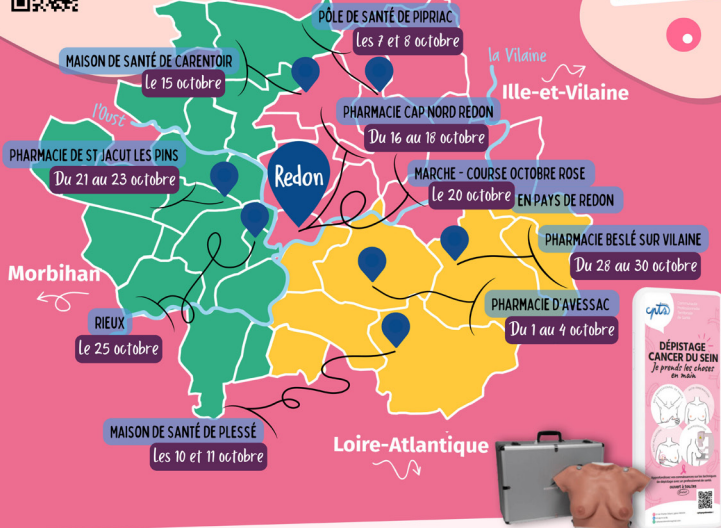 PÔLE DE SANTÉ DE PIPRIAC
Les 7 et 8 octobre
MAISON DE SANTÉ DE CARENTOIR
Le 15 octobre
la Vilaine
Ille-et-Vilaine
l'Oust
PHARMACIE CAP NORD REDON
Du 16 au 18 octobre
PHARMACIE DE ST JACUT LES PINS
Du 21 au 23 octobre
Redon
MARCHE - COURSE OCTOBRE ROSE
Le 20 octobre EN PAYS DE REDON
PHARMACIE BESLÉ SUR VILAINE
Du 28 au 30 octobre
Morbihan
PHARMACIE D'AVESSAC
Du 1 au 4 octobre
RIEUX
Le 25 octobre
cpts
DÉPISTAGE
CANCER DU SEIN
Je prends les choses
en main
MAISON DE SANTÉ DE PLESSÉ
Les 10 et 11 octobre
Loire-Atlantique